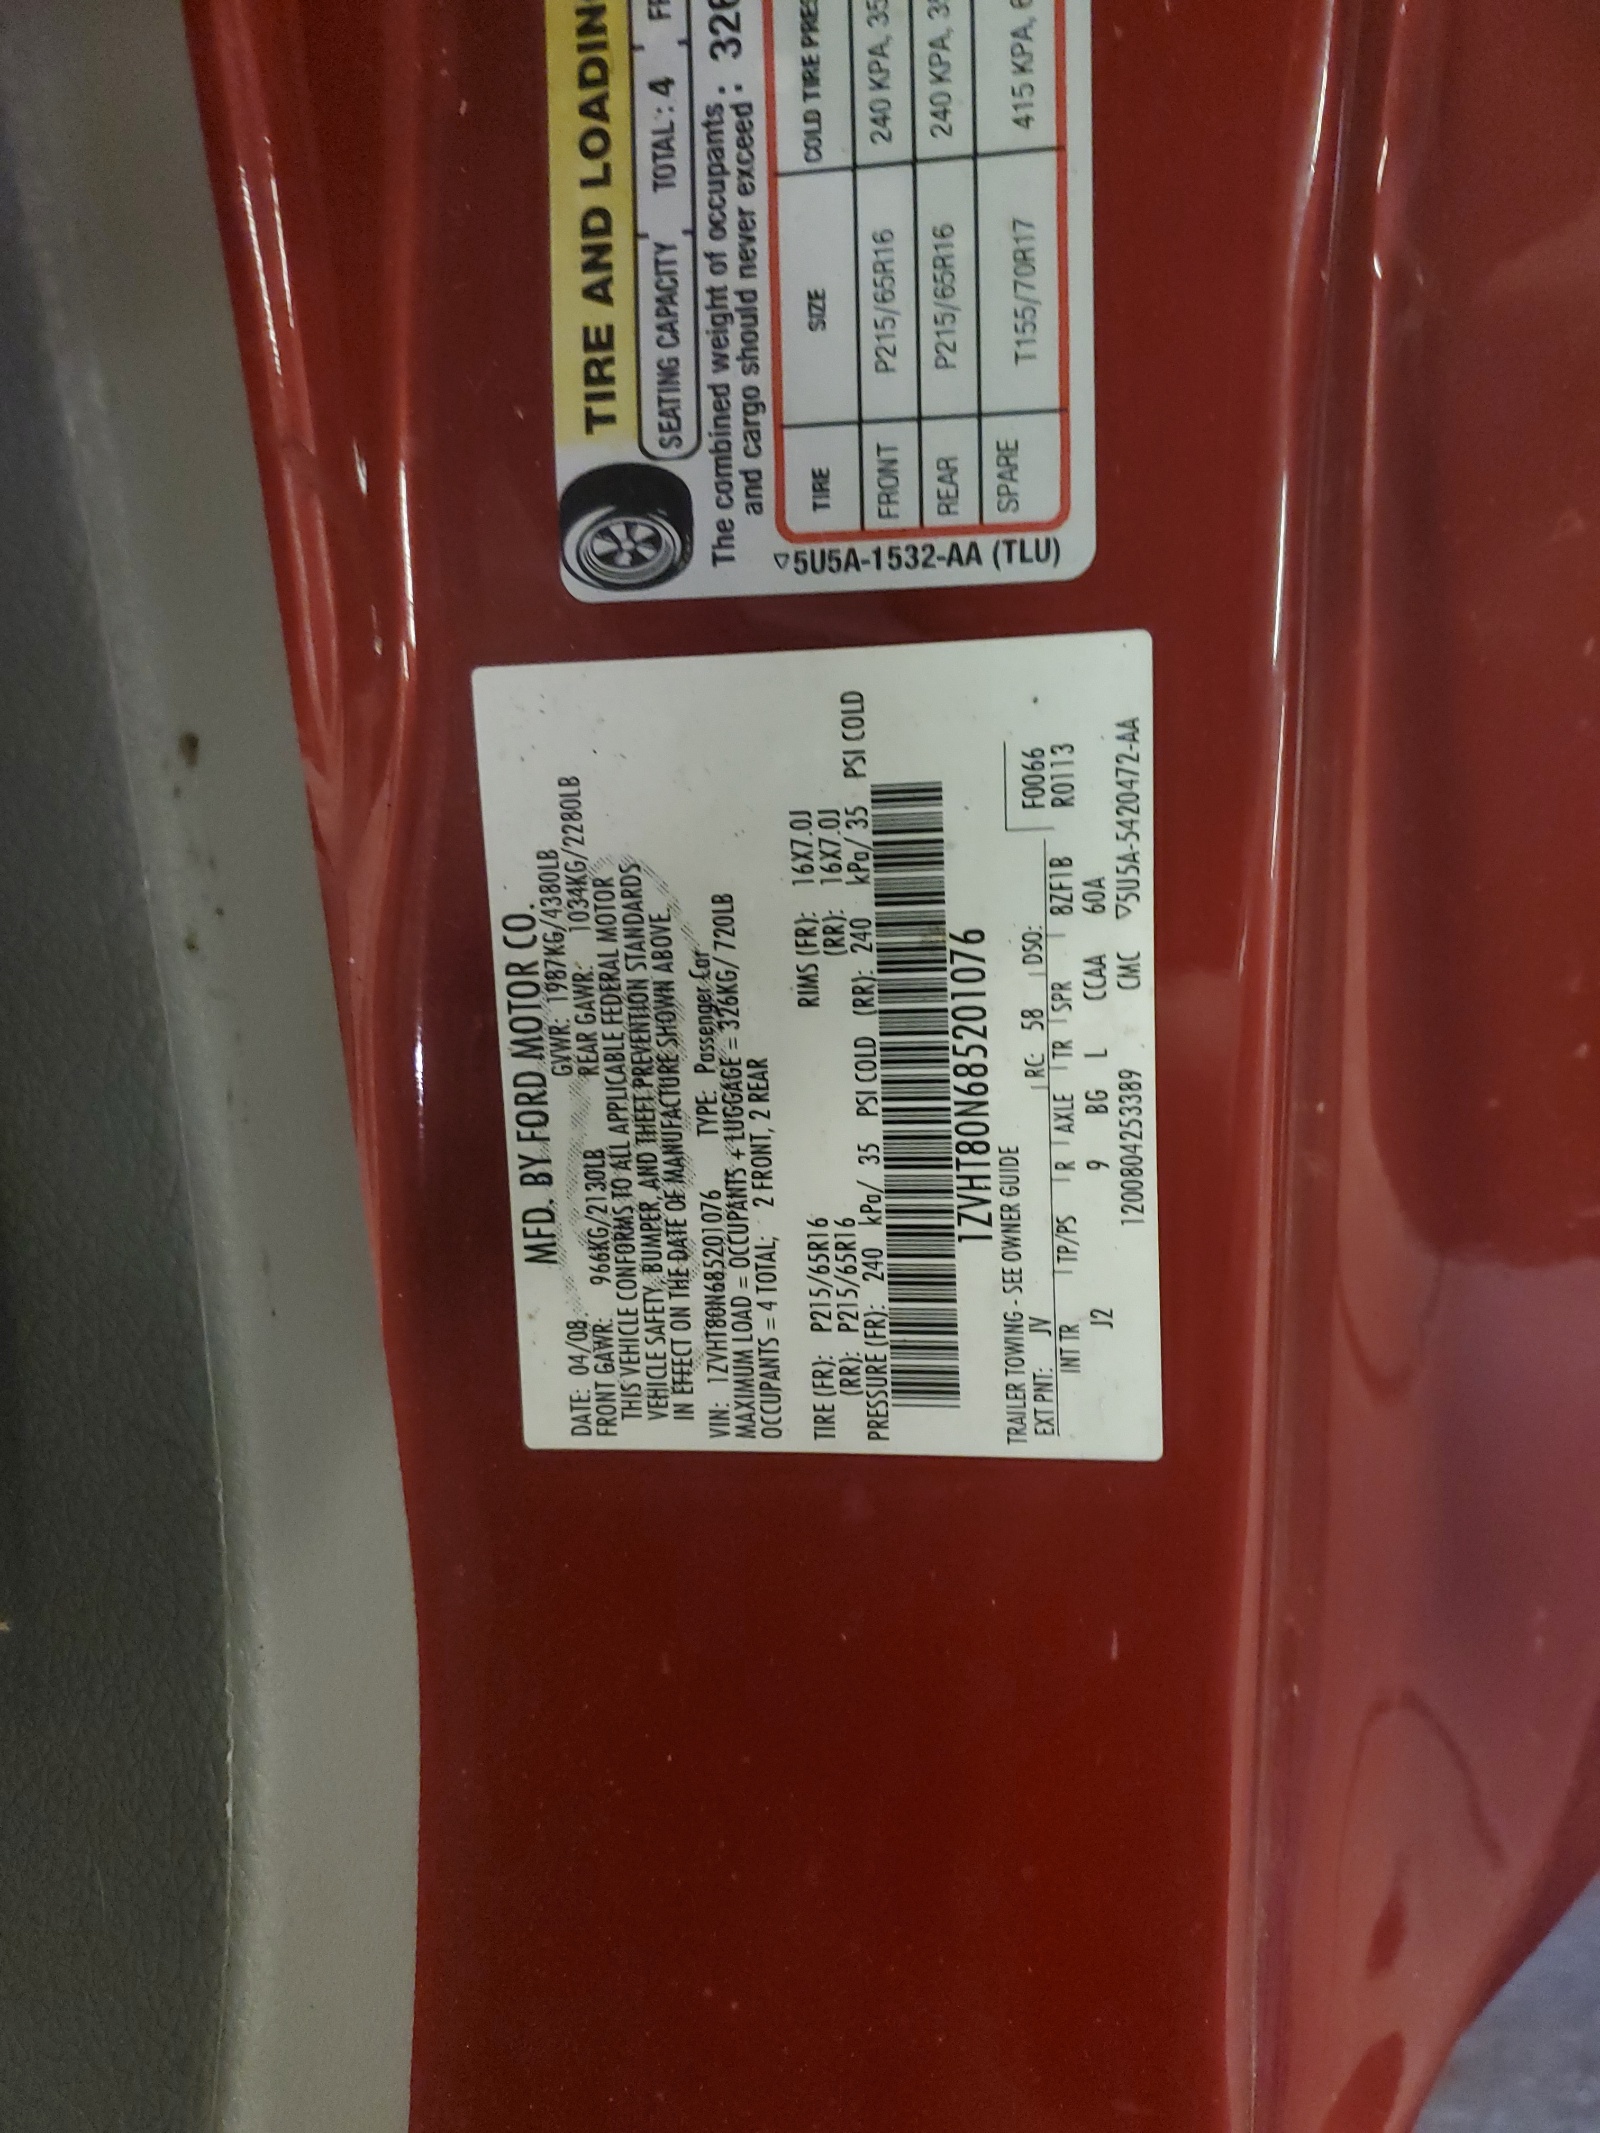 MFD. BY FORD MOTOR CO.
DATE: 04/08 GVWR: 1987KG/4380LB
FRONT GAWR: 966KG/2130LB REAR GAWR: 1034KG/2280LB
THIS VEHICLE CONFORMS TO ALL APPLICABLE FEDERAL MOTOR
VEHICLE SAFETY, BUMPER, AND THEFT PREVENTION STANDARDS
IN EFFECT ON THE DATE OF MANUFACTURE SHOWN ABOVE.
VIN: 1ZVHT80N685201076 TYPE: Passenger Car
MAXIMUM LOAD = OCCUPANTS + LUGGAGE = 326KG/720LB
OCCUPANTS = 4 TOTAL; 2 FRONT, 2 REAR
TIRE (FR): P215/65R16 RIMS (FR): 16X7.0J
(RR): P215/65R16 (RR): 16X7.0J
PRESSURE (FR): 240 kPa/ 35 PSI COLD (RR): 240 kPa/ 35 PSI COLD
1ZVHT80N685201076
TRAILER TOWING - SEE OWNER GUIDE
EXT PNT: JV RC: 58 DSO: F0066
INT TR TP/PS R AXLE TR SPR 8ZF1B R0113
J2 9 BG L CCAA 60A
1200804253389 CMC ▽5U5A-5420472-AA
TIRE AND LOADIN
SEATING CAPACITY TOTAL: 4 FR
The combined weight of occupants : 326
and cargo should never exceed :
TIRE SIZE COLD TIRE PRES
FRONT P215/65R16 240 KPA, 35
REAR P215/65R16 240 KPA, 35
SPARE T155/70R17 415 KPA, 6
▽5U5A-1532-AA (TLU)